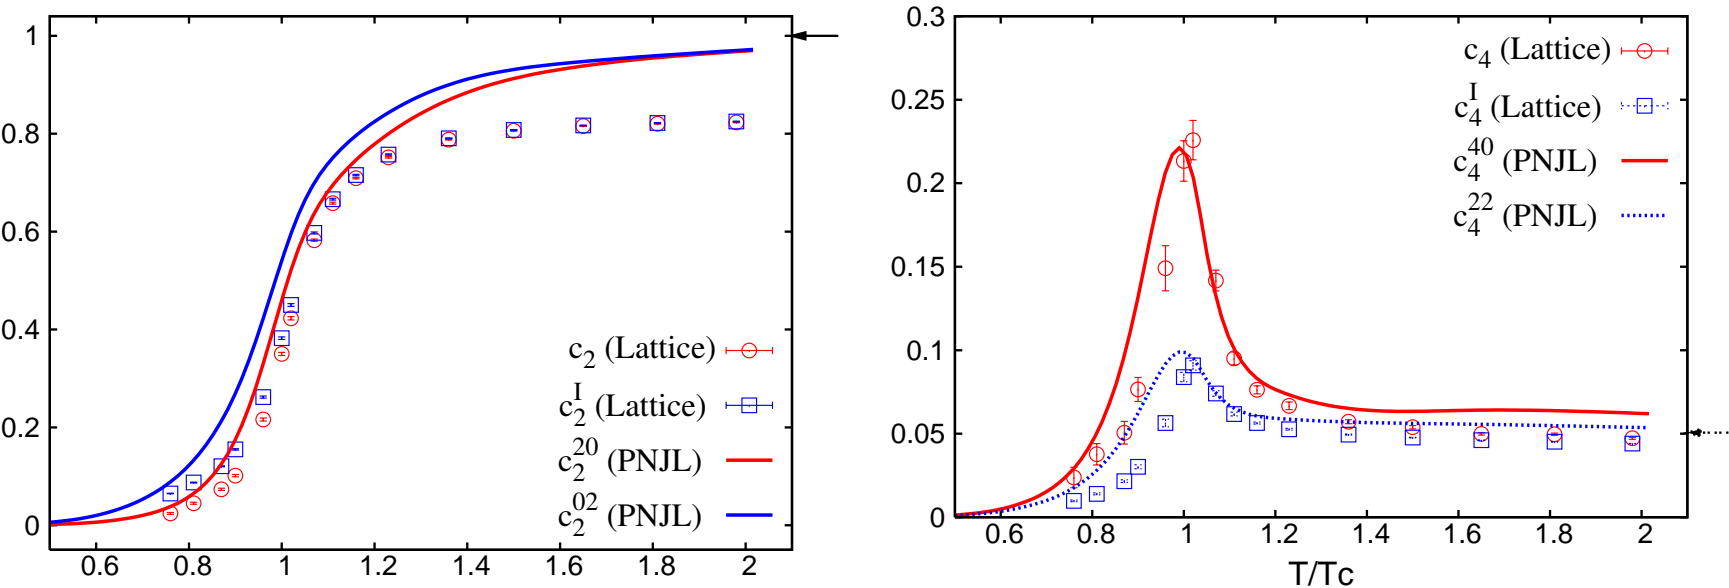 1
0.8
0.6
0.4
0.2
0
0.6 0.8 1 1.2 1.4 1.6 1.8 2
c₂ (Lattice)
c₂ᴵ (Lattice)
c₂²⁰ (PNJL)
c₂⁰² (PNJL)
0.3
0.25
0.2
0.15
0.1
0.05
0
0.6 0.8 1 1.2 1.4 1.6 1.8 2
T/Tc
c₄ (Lattice)
c₄ᴵ (Lattice)
c₄⁴⁰ (PNJL)
c₄²² (PNJL)